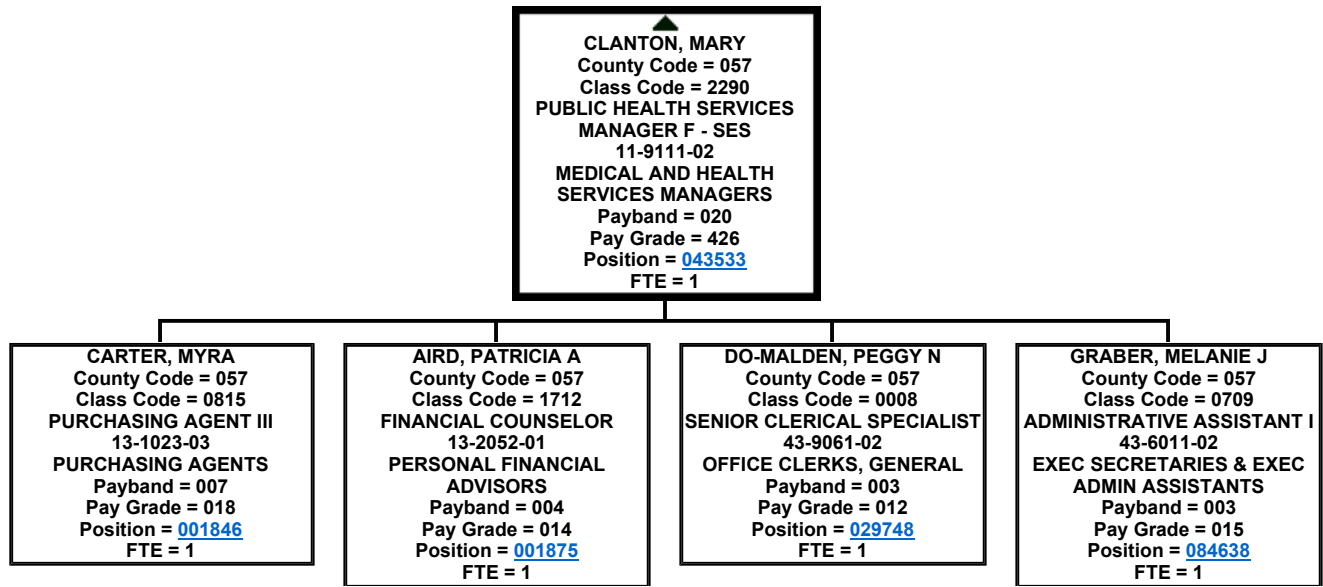 CLANTON, MARY
County Code = 057
Class Code = 2290
PUBLIC HEALTH SERVICES
MANAGER F - SES
11-9111-02
MEDICAL AND HEALTH
SERVICES MANAGERS
Payband = 020
Pay Grade = 426
Position = 043533
FTE = 1
CARTER, MYRA
County Code = 057
Class Code = 0815
PURCHASING AGENT III
13-1023-03
PURCHASING AGENTS
Payband = 007
Pay Grade = 018
Position = 001846
FTE = 1
AIRD, PATRICIA A
County Code = 057
Class Code = 1712
FINANCIAL COUNSELOR
13-2052-01
PERSONAL FINANCIAL
ADVISORS
Payband = 004
Pay Grade = 014
Position = 001875
FTE = 1
DO-MALDEN, PEGGY N
County Code = 057
Class Code = 0008
SENIOR CLERICAL SPECIALIST
43-9061-02
OFFICE CLERKS, GENERAL
Payband = 003
Pay Grade = 012
Position = 029748
FTE = 1
GRABER, MELANIE J
County Code = 057
Class Code = 0709
ADMINISTRATIVE ASSISTANT I
43-6011-02
EXEC SECRETARIES & EXEC
ADMIN ASSISTANTS
Payband = 003
Pay Grade = 015
Position = 084638
FTE = 1